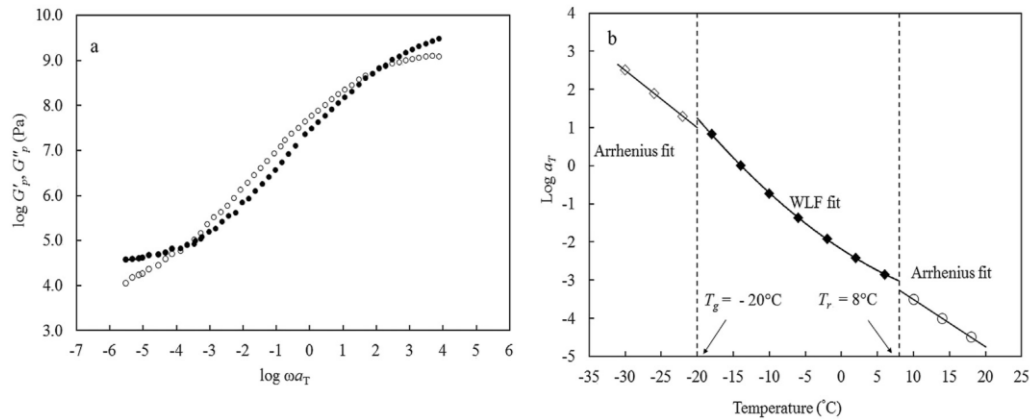 a
10.0
9.0
8.0
7.0
6.0
5.0
4.0
3.0
log G'p, G''p (Pa)
-7 -6 -5 -4 -3 -2 -1 0 1 2 3 4 5 6
log ωaT
b
4
3
2
1
0
-1
-2
-3
-4
-5
Log aT
Arrhenius fit
WLF fit
Arrhenius fit
Tg = - 20°C
Tr = 8°C
-35 -30 -25 -20 -15 -10 -5 0 5 10 15 20 25
Temperature (°C)